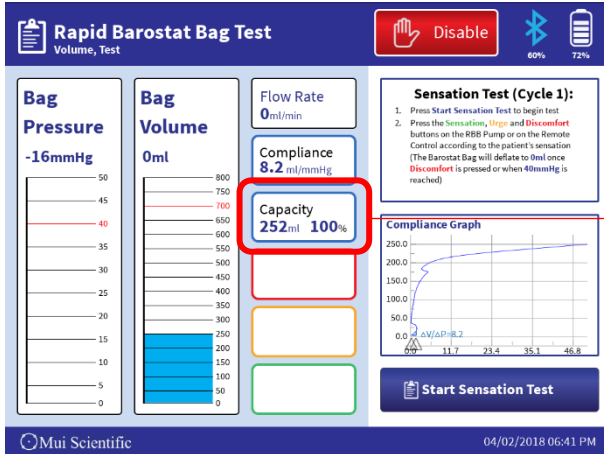 Rapid Barostat Bag Test
Volume, Test
Disable
60%
72%
Bag
Pressure
-16mmHg
50
45
40
35
30
25
20
15
10
5
0
Bag
Volume
0ml
800
750
700
650
600
550
500
450
400
350
300
250
200
150
100
50
0
Flow Rate
0ml/min
Compliance
8.2 ml/mmHg
Capacity
252ml 100%
Sensation Test (Cycle 1):
1. Press Start Sensation Test to begin test
2. Press the Sensation, Urge and Discomfort
buttons on the RBB Pump or on the Remote
Control according to the patient's sensation
(The Barostat Bag will deflate to 0ml once
Discomfort is pressed or when 40mmHg is
reached)
Compliance Graph
250.0
200.0
150.0
100.0
50.0
0.0
ΔV/ΔP=8.2
0.0 11.7 23.4 35.1 46.8
Start Sensation Test
Mui Scientific
04/02/2018 06:41 PM